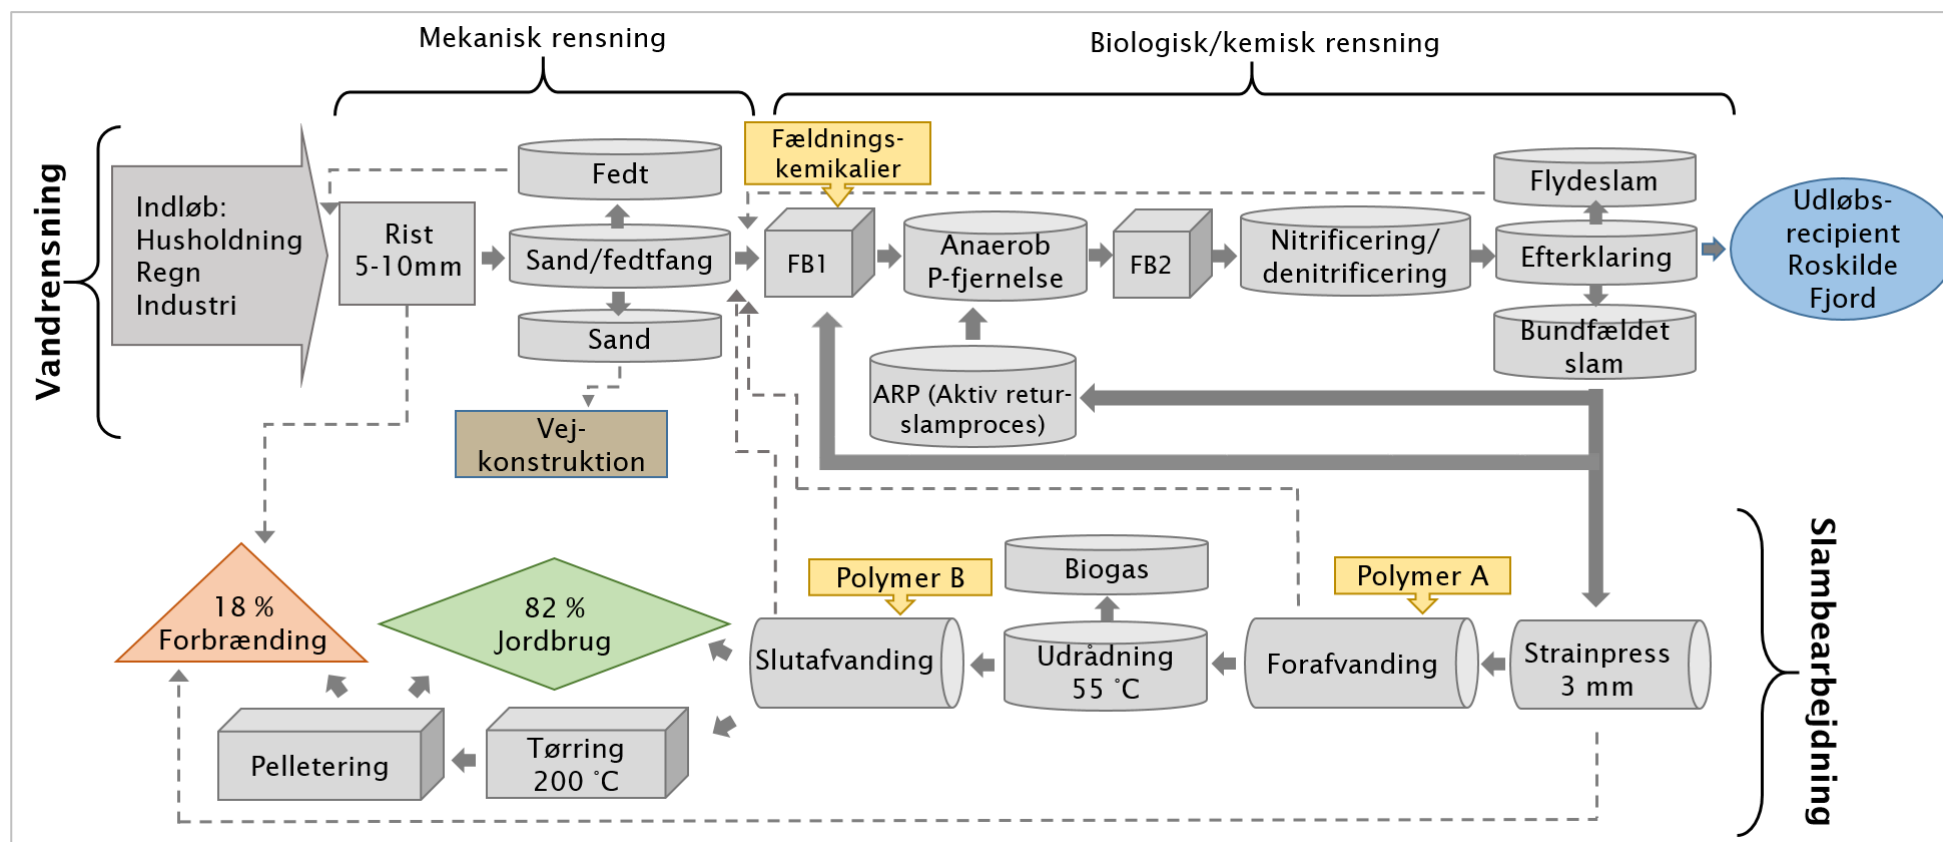 Mekanisk rensning
Biologisk/kemisk rensning
Vandrensning
Indløb:
Husholdning
Regn
Industri
Rist
5-10mm
Fedt
Sand/fedtfang
Sand
Vej-
konstruktion
Fældnings-
kemikalier
FB1
Anaerob
P-fjernelse
FB2
Nitrificering/
denitrificering
Flydeslam
Efterklaring
Bundfældet
slam
Udløbs-
recipient
Roskilde
Fjord
ARP (Aktiv retur-
slamproces)
Slambearbejdning
18 %
Forbrænding
82 %
Jordbrug
Polymer B
Slutafvanding
Biogas
Udrådning
55 °C
Polymer A
Forafvanding
Strainpress
3 mm
Pelletering
Tørring
200 °C